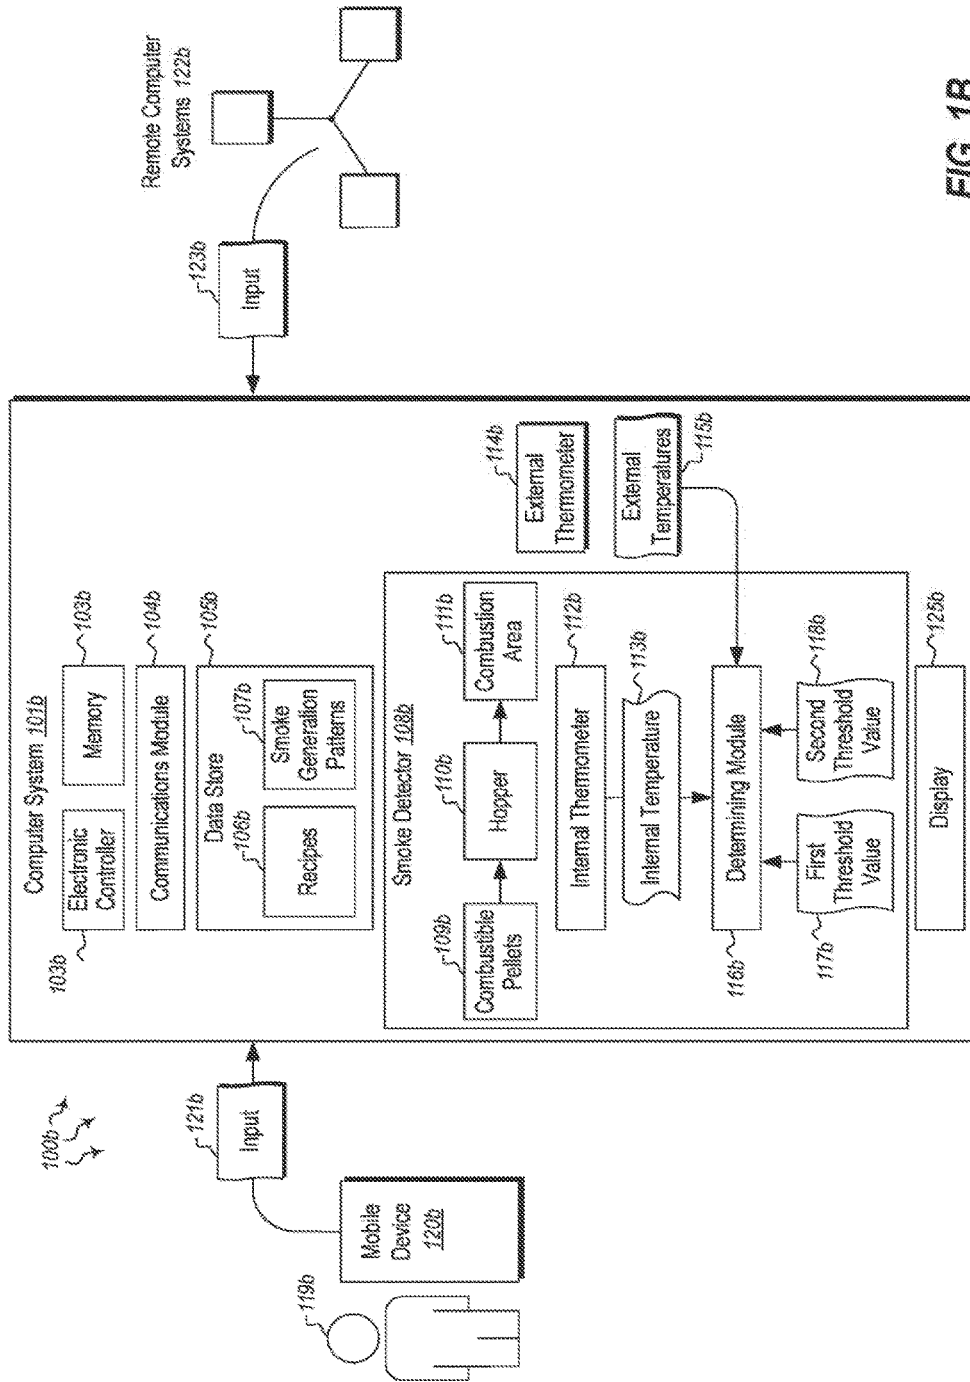 100b
119b
Mobile
Device
120b
121b
Input
Computer System 101b
103b
Electronic
Controller
Memory
103b
Communications Module
104b
Data Store
105b
106b
Recipes
107b
Smoke
Generation
Patterns
Smoke Detector 108b
109b
Combustible
Pellets
110b
Hopper
111b
Combustion
Area
Internal Thermometer
112b
Internal Temperature
113b
Determining Module
116b
First
Threshold
Value
117b
Second
Threshold
Value
118b
114b
External
Thermometer
External
Temperatures
115b
Display
125b
123b
Input
Remote Computer
Systems 122b
FIG. 1B